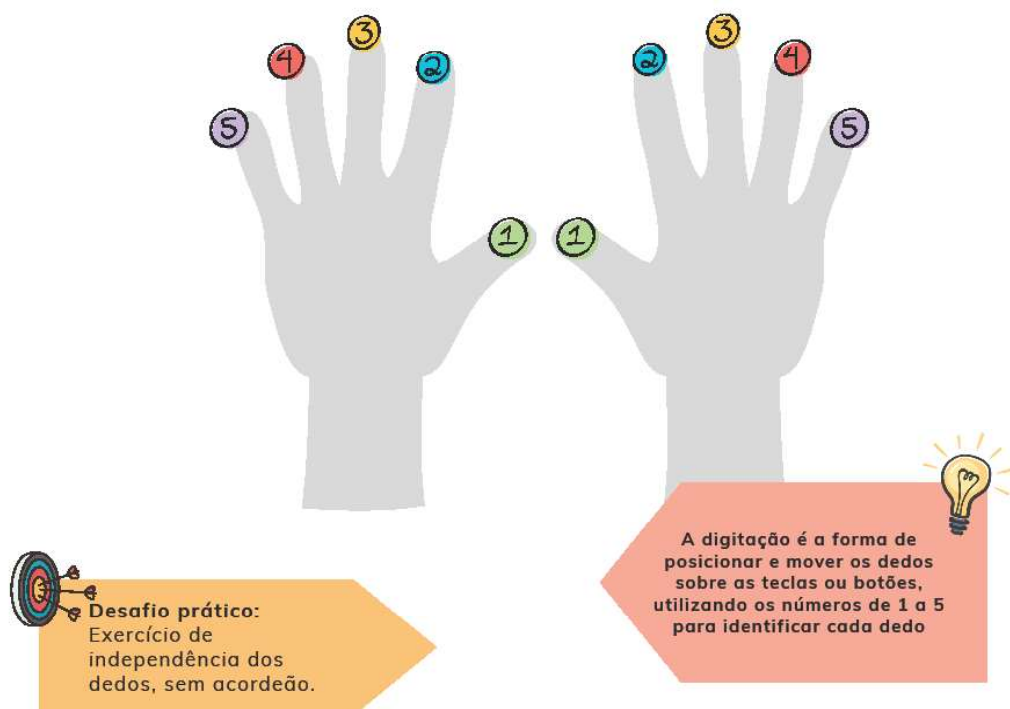 3
3
4
2
2
4
5
5
1
1
A digitação é a forma de
posicionar e mover os dedos
sobre as teclas ou botões,
utilizando os números de 1 a 5
para identificar cada dedo
Desafio prático:
Exercício de
independência dos
dedos, sem acordeão.